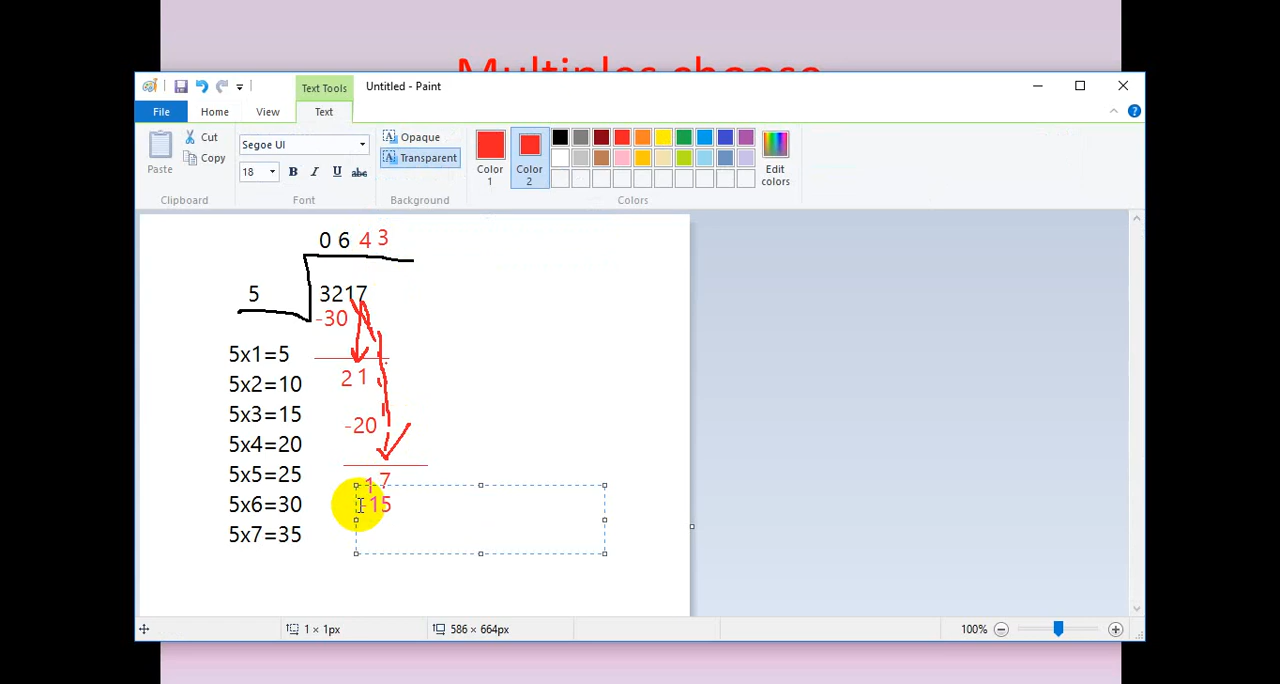 Multiples choose
Text Tools
Untitled - Paint
File
Home
View
Text
Paste
Cut
Copy
Clipboard
Segoe UI
18
B I U abc
Font
Opaque
Transparent
Background
Color 1
Color 2
Edit colors
Colors
0 6 4 3
5 3217
-30
5x1=5
21
5x2=10
5x3=15
-20
5x4=20
5x5=25
17
5x6=30
-15
5x7=35
1 × 1px
586 × 664px
100%